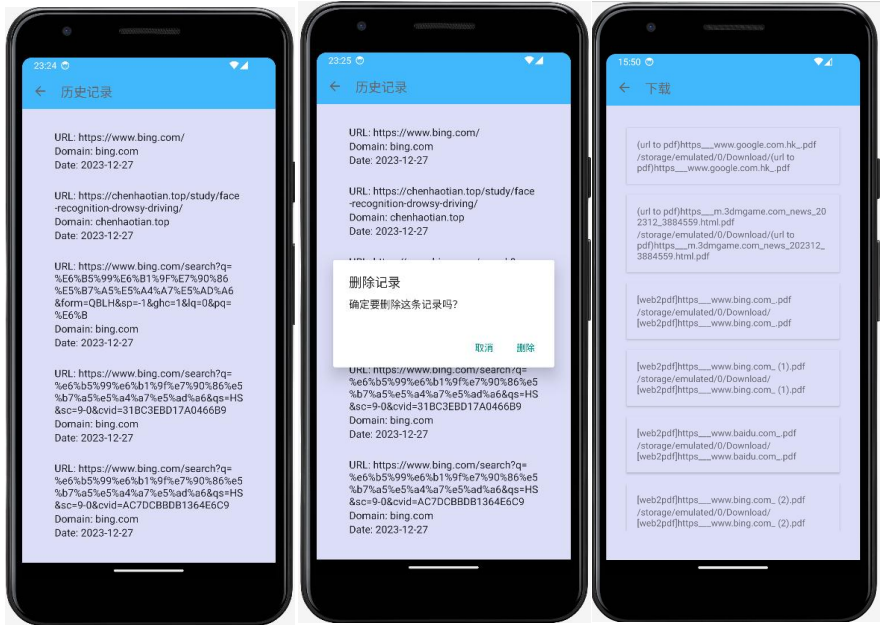 23:24
历史记录
URL: https://www.bing.com/
Domain: bing.com
Date: 2023-12-27
URL: https://chenhaotian.top/study/face
-recognition-drowsy-driving/
Domain: chenhaotian.top
Date: 2023-12-27
URL: https://www.bing.com/search?q=
%E6%B5%99%E6%B1%9F%E7%90%86
%E5%B7%A5%E5%A4%A7%E5%AD%A6
&form=QBLH&sp=-1&ghc=1&lq=0&pq=
%E6%B
Domain: bing.com
Date: 2023-12-27
URL: https://www.bing.com/search?q=
%e6%b5%99%e6%b1%9f%e7%90%86%e5
%b7%a5%e5%a4%a7%e5%ad%a6&qs=HS
&sc=9-0&cvid=31BC3EBD17A0466B9
Domain: bing.com
Date: 2023-12-27
URL: https://www.bing.com/search?q=
%e6%b5%99%e6%b1%9f%e7%90%86%e5
%b7%a5%e5%a4%a7%e5%ad%a6&qs=HS
&sc=9-0&cvid=AC7DCBBDB1364E6C9
Domain: bing.com
Date: 2023-12-27
23:25
历史记录
URL: https://www.bing.com/
Domain: bing.com
Date: 2023-12-27
URL: https://chenhaotian.top/study/face
-recognition-drowsy-driving/
Domain: chenhaotian.top
Date: 2023-12-27
删除记录
确定要删除这条记录吗?
取消 删除
URL: https://www.bing.com/search?q=
%e6%b5%99%e6%b1%9f%e7%90%86%e5
%b7%a5%e5%a4%a7%e5%ad%a6&qs=HS
&sc=9-0&cvid=31BC3EBD17A0466B9
Domain: bing.com
Date: 2023-12-27
URL: https://www.bing.com/search?q=
%e6%b5%99%e6%b1%9f%e7%90%86%e5
%b7%a5%e5%a4%a7%e5%ad%a6&qs=HS
&sc=9-0&cvid=AC7DCBBDB1364E6C9
Domain: bing.com
Date: 2023-12-27
15:50
下载
(url to pdf)https___www.google.com.hk_.pdf
/storage/emulated/0/Download/(url to
pdf)https___www.google.com.hk_.pdf
(url to pdf)https___m.3dmgame.com_news_20
2312_3884559.html.pdf
/storage/emulated/0/Download/(url to
pdf)https___m.3dmgame.com_news_202312_
3884559.html.pdf
[web2pdf]https___www.bing.com_.pdf
/storage/emulated/0/Download/
[web2pdf]https___www.bing.com_.pdf
[web2pdf]https___www.bing.com_ (1).pdf
/storage/emulated/0/Download/
[web2pdf]https___www.bing.com_ (1).pdf
[web2pdf]https___www.baidu.com_.pdf
/storage/emulated/0/Download/
[web2pdf]https___www.baidu.com_.pdf
[web2pdf]https___www.bing.com_ (2).pdf
/storage/emulated/0/Download/
[web2pdf]https___www.bing.com_ (2).pdf